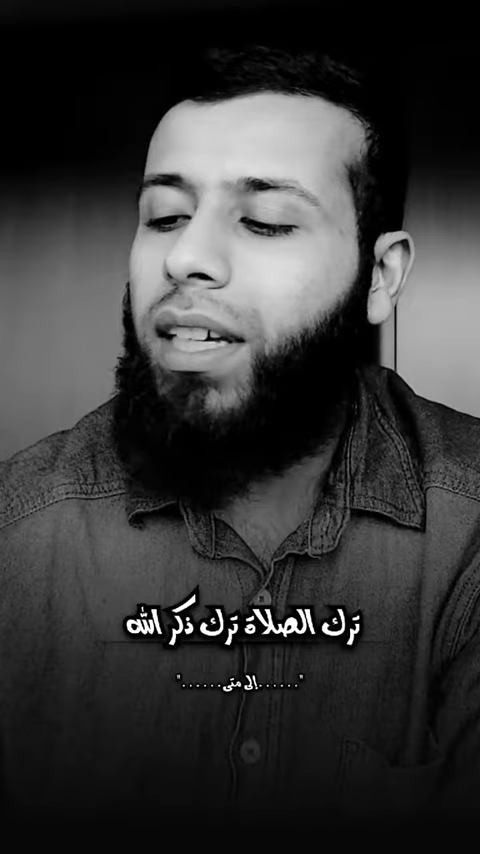 ترك الصلاة ترك ذكر الله
"......إلى متى......"